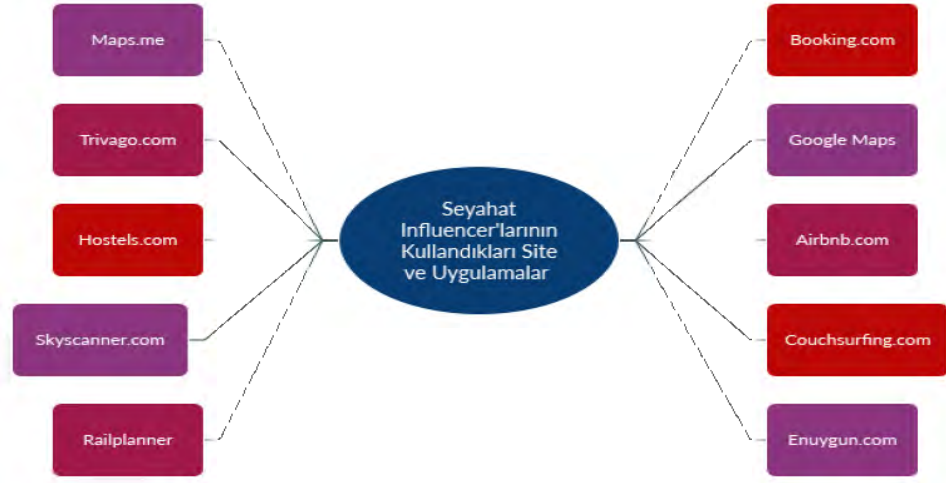 Maps.me
Trivago.com
Hostels.com
Skyscanner.com
Railplanner
Seyahat
Influencer'larının
Kullandıkları Site
ve Uygulamalar
Booking.com
Google Maps
Airbnb.com
Couchsurfing.com
Enuygun.com